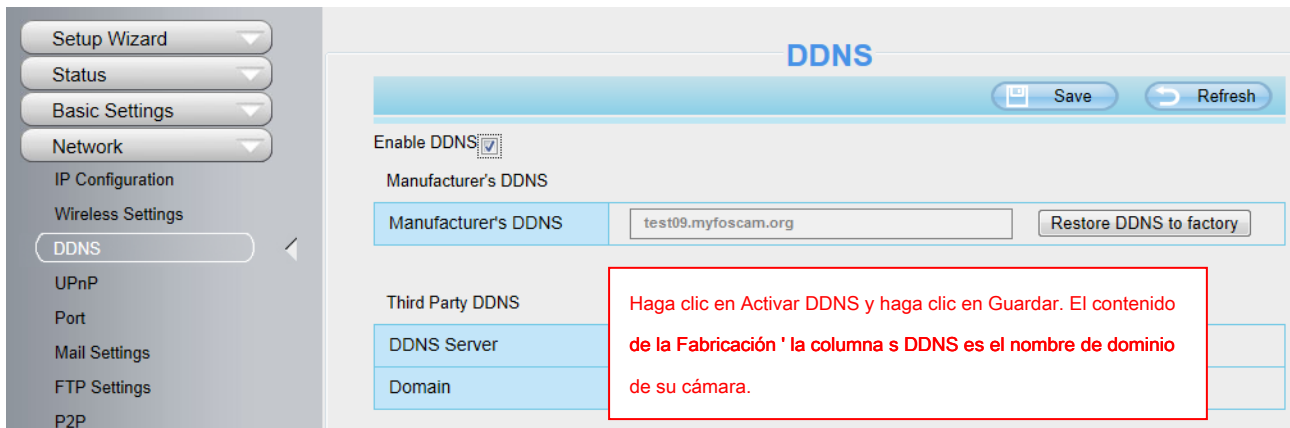 Setup Wizard
Status
Basic Settings
Network
IP Configuration
Wireless Settings
DDNS
UPnP
Port
Mail Settings
FTP Settings
P2P
DDNS
Save
Refresh
Enable DDNS
Manufacturer's DDNS
Manufacturer's DDNS
test09.myfoscam.org
Restore DDNS to factory
Third Party DDNS
DDNS Server
Domain
Haga clic en Activar DDNS y haga clic en Guardar. El contenido
de la Fabricación ' la columna s DDNS es el nombre de dominio
de su cámara.